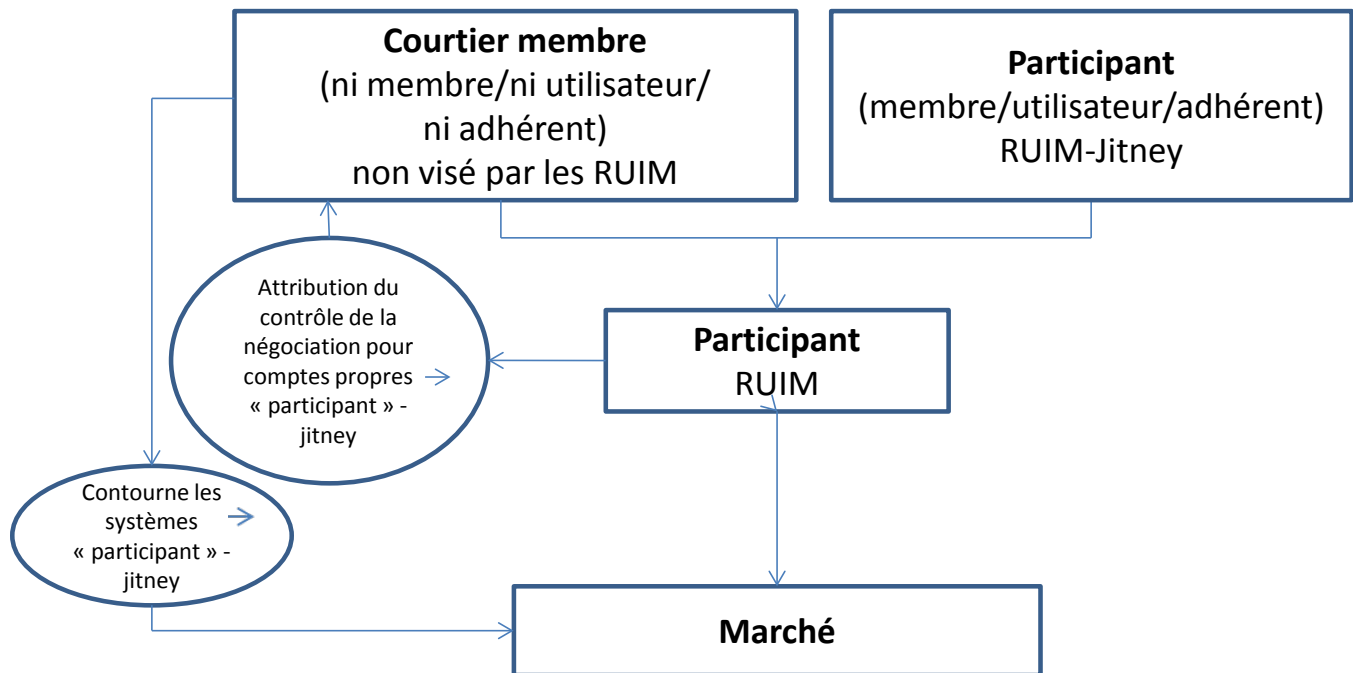 Courtier membre
(ni membre/ni utilisateur/
ni adhérent)
non visé par les RUIM
Participant
(membre/utilisateur/adhérent)
RUIM-Jitney
Attribution du
contrôle de la
négociation pour
comptes propres
« participant » -
jitney
Participant
RUIM
Contourne les
systèmes
« participant » -
jitney
Marché